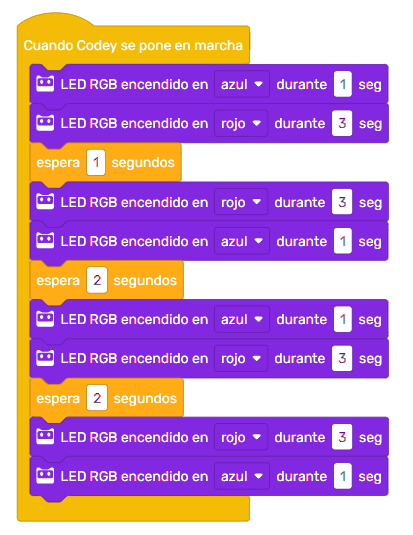 Cuando Codey se pone en marcha
LED RGB encendido en azul durante 1 seg
LED RGB encendido en rojo durante 3 seg
espera 1 segundos
LED RGB encendido en rojo durante 3 seg
LED RGB encendido en azul durante 1 seg
espera 2 segundos
LED RGB encendido en azul durante 1 seg
LED RGB encendido en rojo durante 3 seg
espera 2 segundos
LED RGB encendido en rojo durante 3 seg
LED RGB encendido en azul durante 1 seg